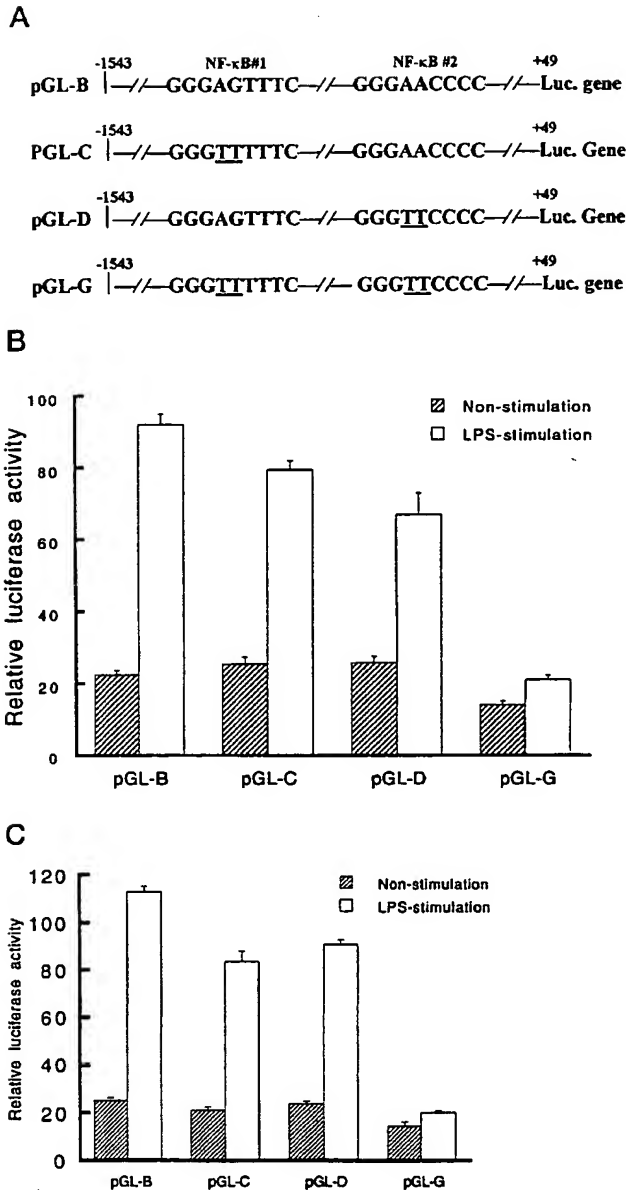 A
-1543 NF-κB#1 NF-κB #2 +49
pGL-B |—//—GGGAGTTTC—//—GGGAACCCC—//—Luc. gene
-1543 +49
PGL-C |—//—GGGTTTTTC—//—GGGAACCCC—//—Luc. Gene
-1543 +49
pGL-D |—//—GGGAGTTTC—//—GGGTTCCCC—//—Luc. Gene
-1543 +49
pGL-G |—//—GGGTTTTTC—//— GGGTTCCCC—//—Luc. gene
B
Relative luciferase activity
100
80
60
40
20
0
Non-stimulation
LPS-stimulation
pGL-B pGL-C pGL-D pGL-G
C
Relative luciferase activity
120
100
80
60
40
20
0
Non-stimulation
LPS-stimulation
pGL-B pGL-C pGL-D pGL-G